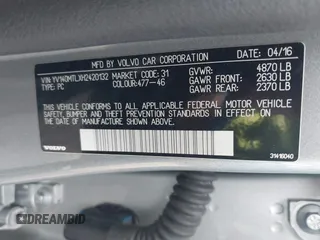 MFD BY VOLVO CAR CORPORATION DATE: 04/16
VIN:YV140MTLXH2420132 MARKET CODE: 31 GVWR: 4870 LB
TYPE: PC COLOUR:477-46 GAWR FRONT: 2630 LB
GAWR REAR: 2370 LB
THIS VEHICLE CONFORMS TO ALL APPLICABLE FEDERAL MOTOR VEHICLE
SAFETY, BUMPER AND THEFT PREVENTION STANDARDS IN EFFECT ON THE
DATE OF MANUFACTURE SHOWN ABOVE.
VOLVO
31419040
DREAMBID